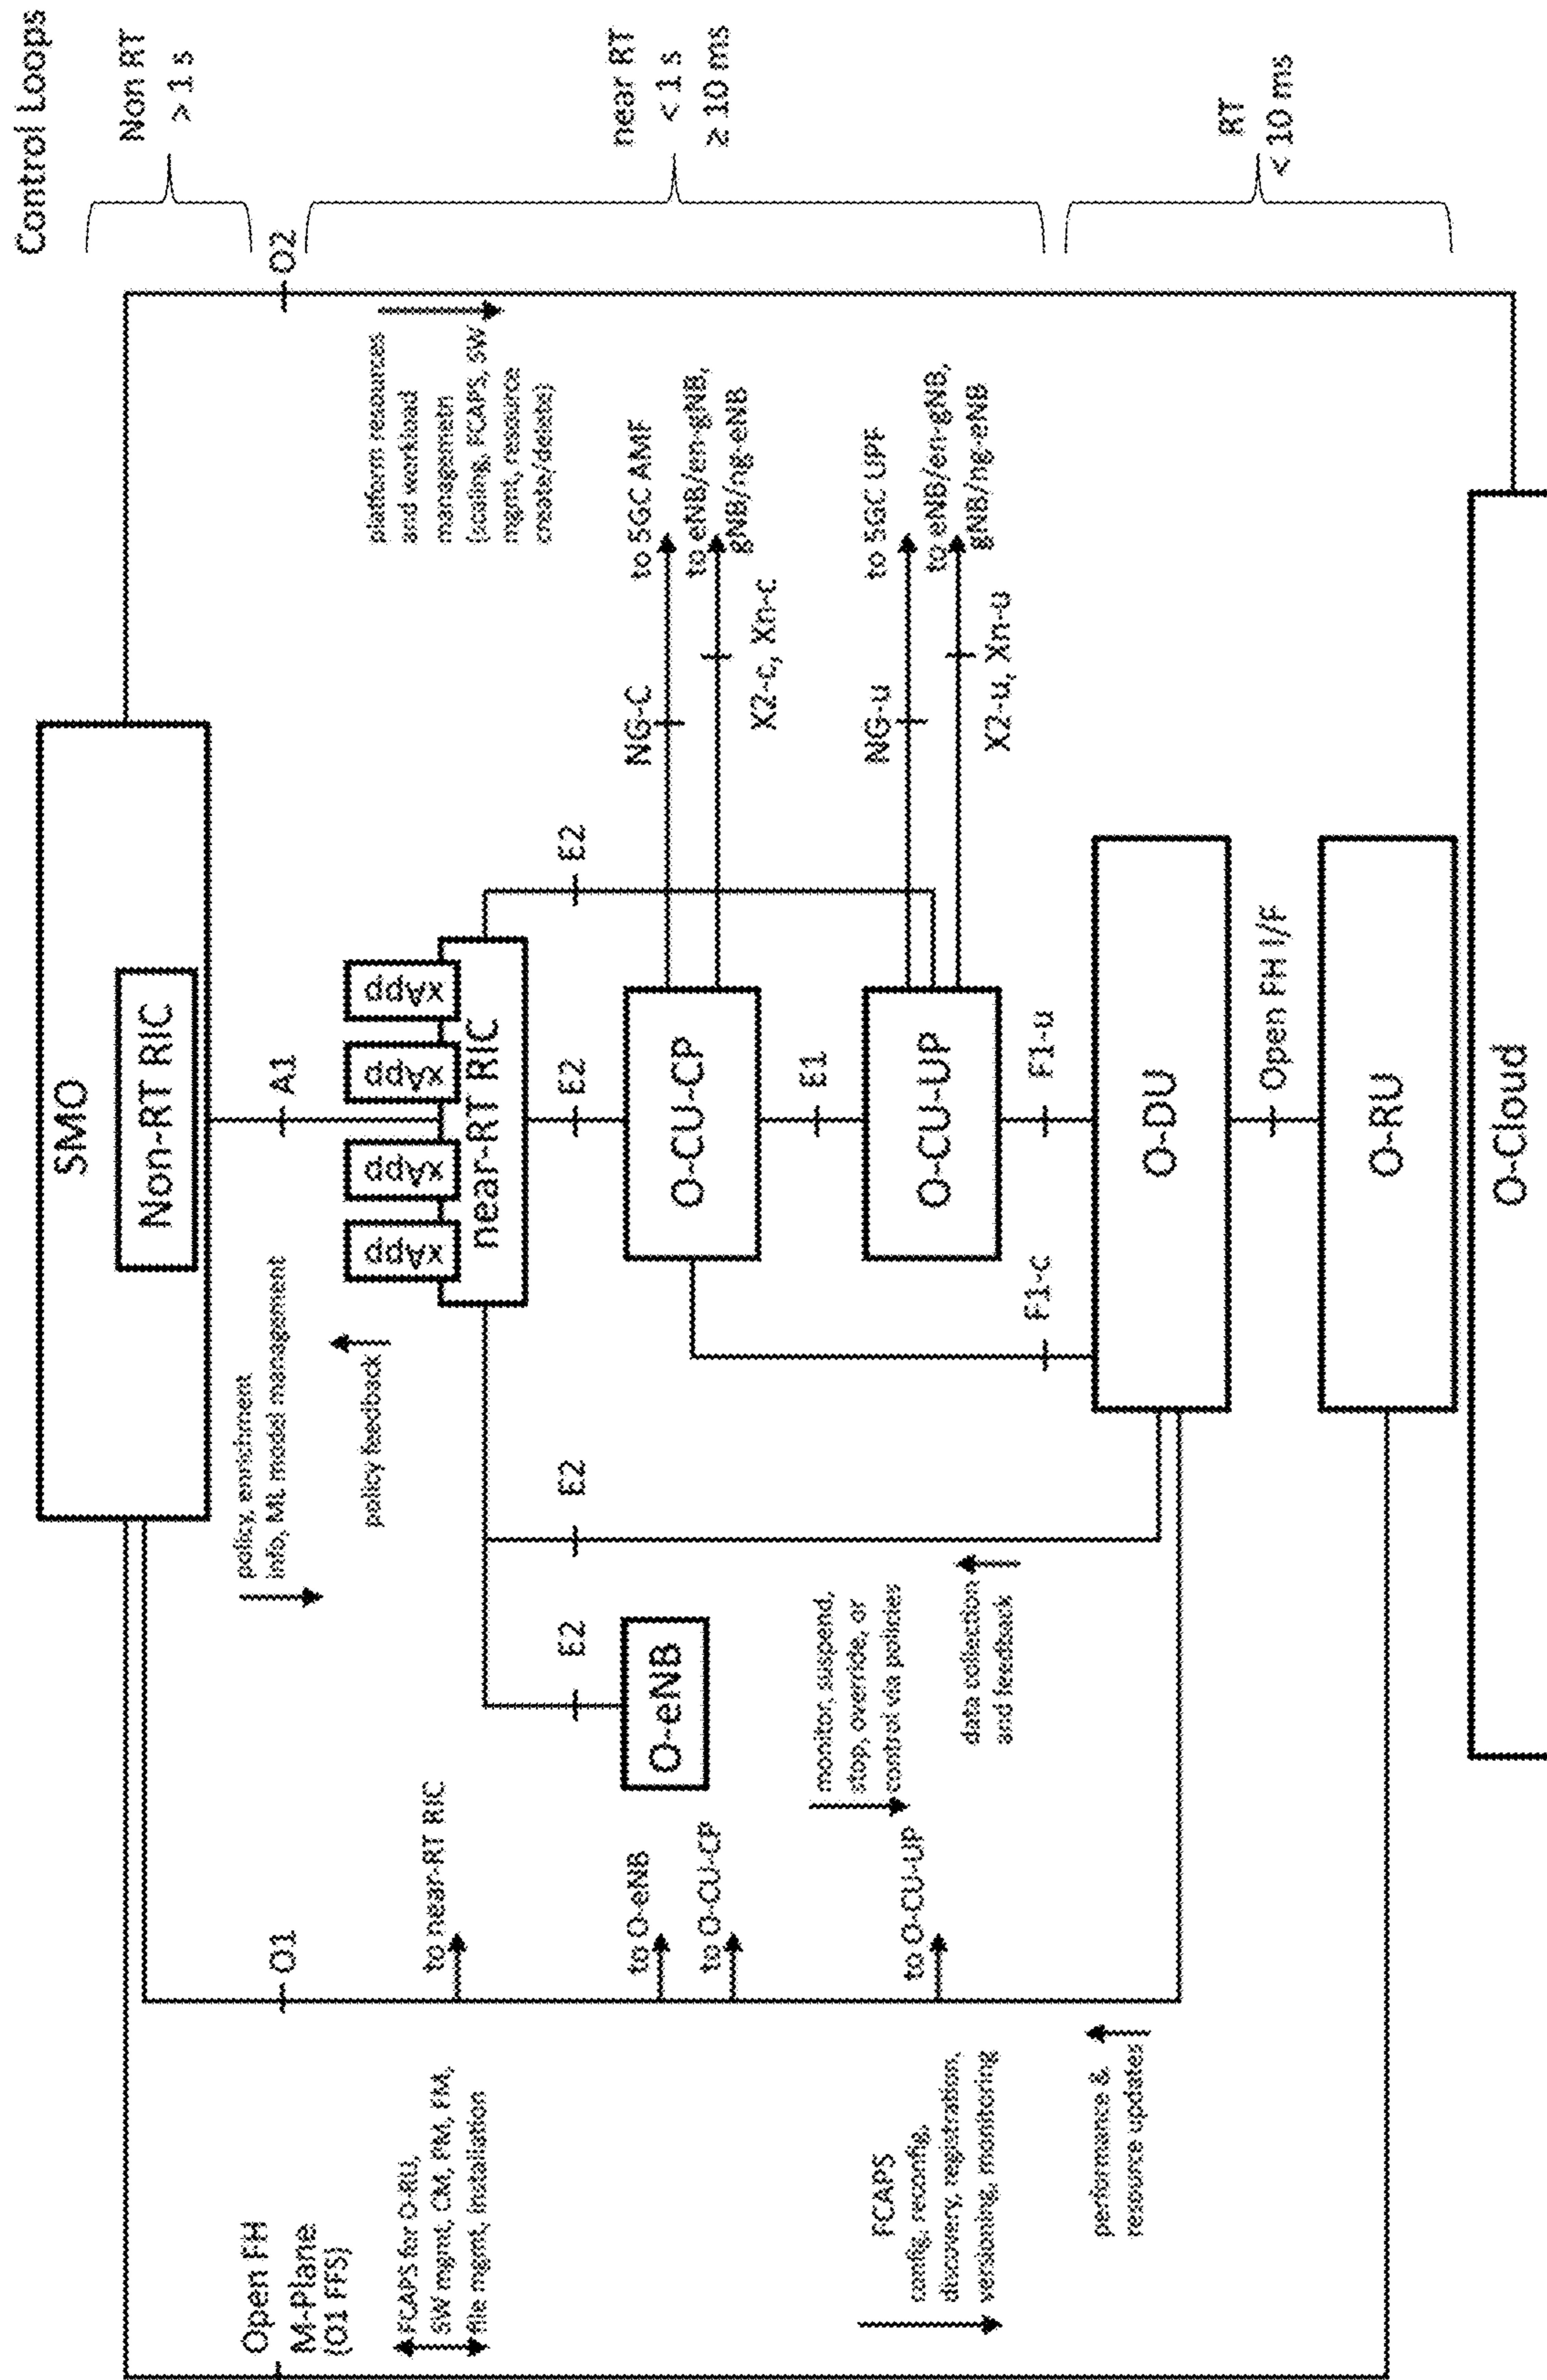 Control Loops
SMO
Non-RT RIC
Non RT
> 1 s
Open FH
M-Plane
(O1 FFS)
O1
policy, enrichment
info, ML model management
A1
O2
policy feedback
FCAPS for O-RU,
SW mgmt, CM, PM, FM,
file mgmt, installation
to near-RT RIC
xApp
xApp
xApp
xApp
near-RT RIC
platform resources
and workload
managemetn
(scaling, FCAPS, SW
mgmt, resource
create/delete)
near RT
< 1 s
≥ 10 ms
E2
E2
E2
E2
to O-eNB
to O-CU-CP
O-eNB
O-CU-CP
NG-C
to 5GC AMF
to eNB/en-gNB,
gNB/ng-eNB
X2-c, Xn-c
monitor, suspend,
stop, override, or
control via policies
E1
FCAPS
config, reconfig,
discovery, registration,
versioning, monitoring
to O-CU-UP
data collection
and feedback
O-CU-UP
NG-u
to 5GC UPF
to eNB/en-gNB,
gNB/ng-eNB
X2-u, Xn-u
F1-c
F1-u
performance &
resource updates
O-DU
RT
< 10 ms
Open FH I/F
O-RU
O-Cloud